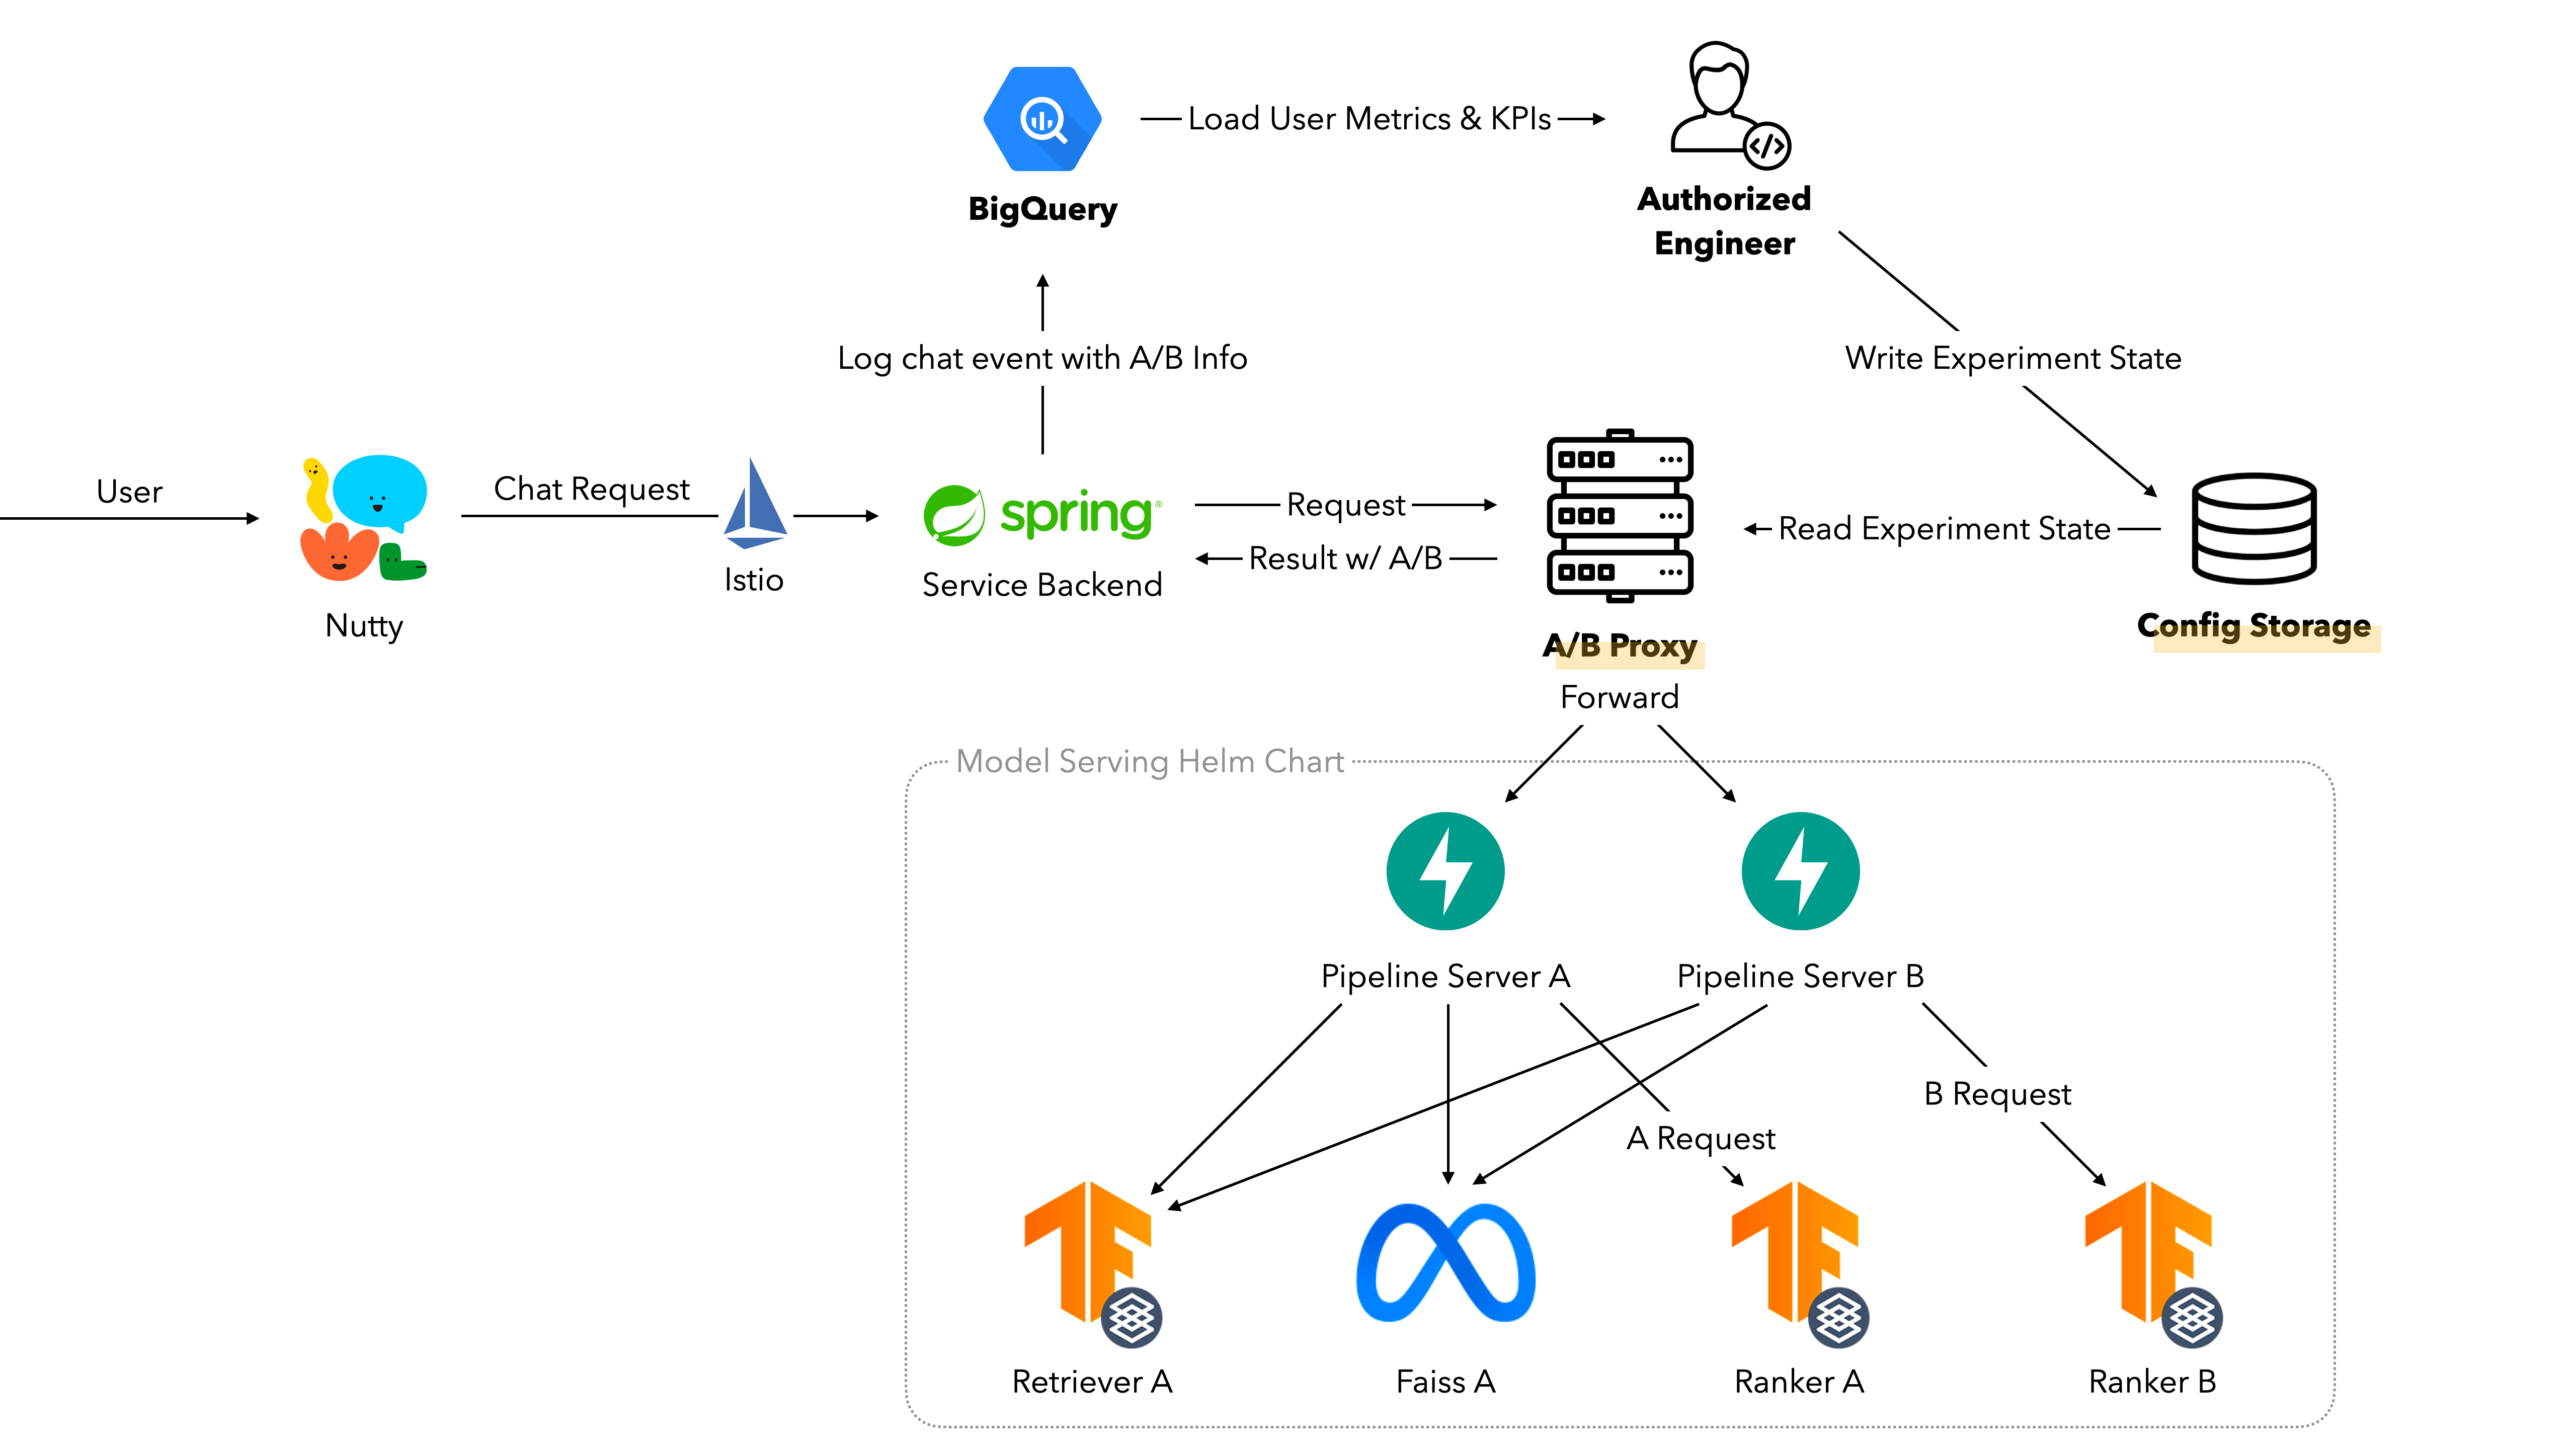 Load User Metrics & KPIs
BigQuery
Authorized
Engineer
Log chat event with A/B Info
Write Experiment State
User
Chat Request
spring®
Request
Read Experiment State
Result w/ A/B
Istio
Service Backend
Nutty
A/B Proxy
Config Storage
Forward
Model Serving Helm Chart
Pipeline Server A
Pipeline Server B
B Request
A Request
Retriever A
Faiss A
Ranker A
Ranker B